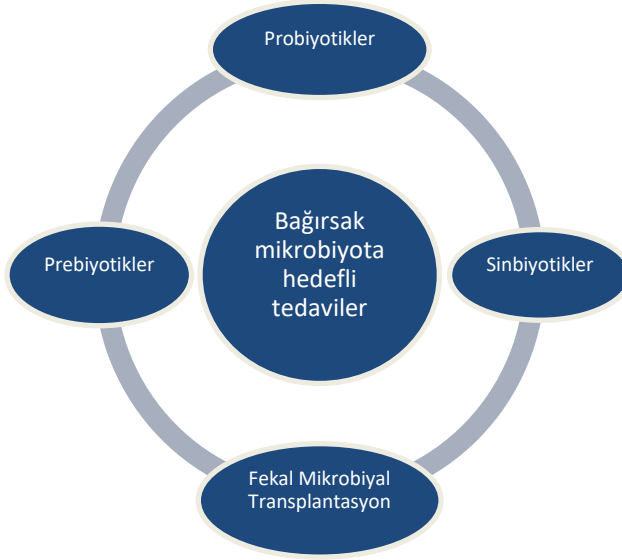 Probiyotikler
Bağırsak
mikrobiyota
hedefli
tedaviler
Prebiyotikler
Sinbiyotikler
Fekal Mikrobiyal
Transplantasyon